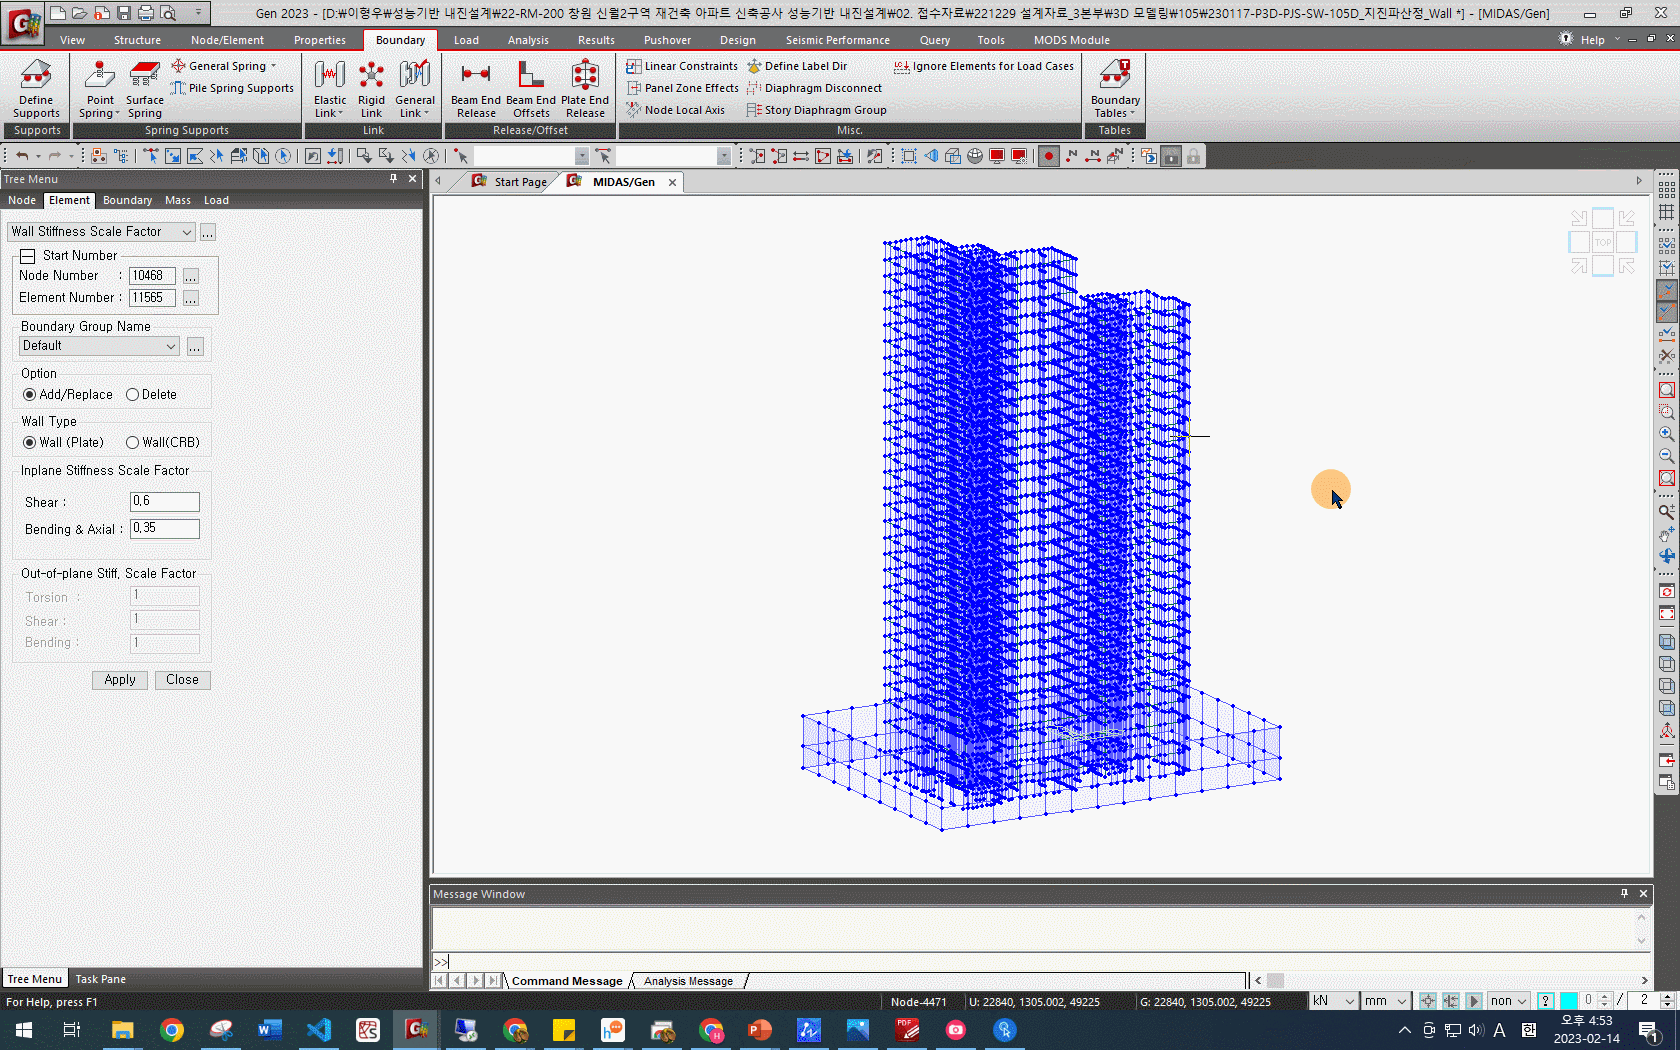 Gen 2023 - [D:₩이형우₩성능기반 내진설계₩22-RM-200 창원 신월2구역 재건축 아파트 신축공사 성능기반 내진설계₩02. 접수자료₩221229 설계자료_3본부₩3D 모델링₩105₩230117-P3D-PJS-SW-105D_지진파산정_Wall *] - [MIDAS/Gen]
View Structure Node/Element Properties Boundary Load Analysis Results Pushover Design Seismic Performance Query Tools MODS Module Help
Define Supports
Supports
Point Spring
Surface Spring
General Spring
Pile Spring Supports
Spring Supports
Elastic Link
Rigid Link
General Link
Link
Beam End Release
Beam End Offsets
Plate End Release
Release/Offset
Linear Constraints
Panel Zone Effects
Node Local Axis
Define Label Dir
Diaphragm Disconnect
Story Diaphragm Group
Ignore Elements for Load Cases
Misc.
Boundary Tables
Tables
Tree Menu
Node Element Boundary Mass Load
Wall Stiffness Scale Factor ...
Start Number
Node Number : 10468 ...
Element Number : 11565 ...
Boundary Group Name
Default ...
Option
Add/Replace Delete
Wall Type
Wall (Plate) Wall(CRB)
Inplane Stiffness Scale Factor
Shear : 0.6
Bending & Axial : 0.35
Out-of-plane Stiff. Scale Factor
Torsion : 1
Shear : 1
Bending : 1
Apply Close
Start Page MIDAS/Gen
TOP
Message Window
>>
Command Message Analysis Message
Tree Menu Task Pane
For Help, press F1 Node-4471 U: 22840, 1305.002, 49225 G: 22840, 1305.002, 49225 kN mm non ? 0 / 2
A 한 오후 4:53
2023-02-14
1